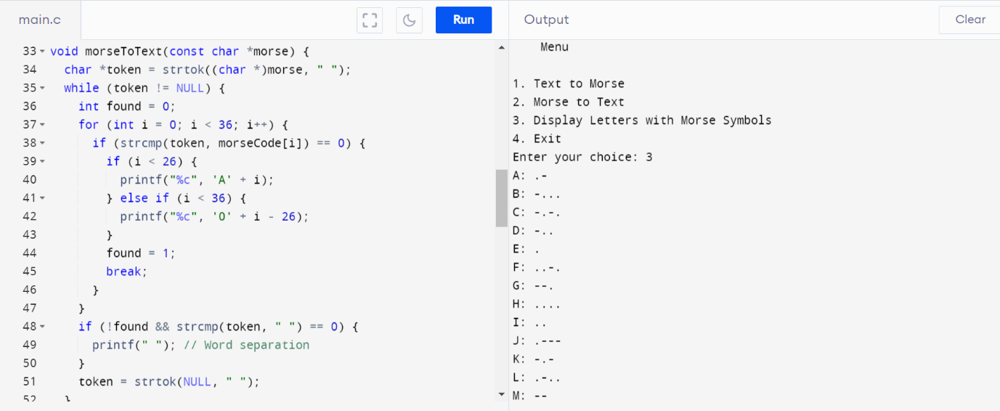 main.c
Run
Output
Clear
33 void morseToText(const char *morse) {
34 char *token = strtok((char *)morse, " ");
35 while (token != NULL) {
36 int found = 0;
37 for (int i = 0; i < 36; i++) {
38 if (strcmp(token, morseCode[i]) == 0) {
39 if (i < 26) {
40 printf("%c", 'A' + i);
41 } else if (i < 36) {
42 printf("%c", '0' + i - 26);
43 }
44 found = 1;
45 break;
46 }
47 }
48 if (!found && strcmp(token, " ") == 0) {
49 printf(" "); // Word separation
50 }
51 token = strtok(NULL, " ");
52 }
Menu
1. Text to Morse
2. Morse to Text
3. Display Letters with Morse Symbols
4. Exit
Enter your choice: 3
A: .-
B: -...
C: -.-.
D: -..
E: .
F: ..-.
G: --.
H: ....
I: ..
J: .---
K: -.-
L: .-..
M: --